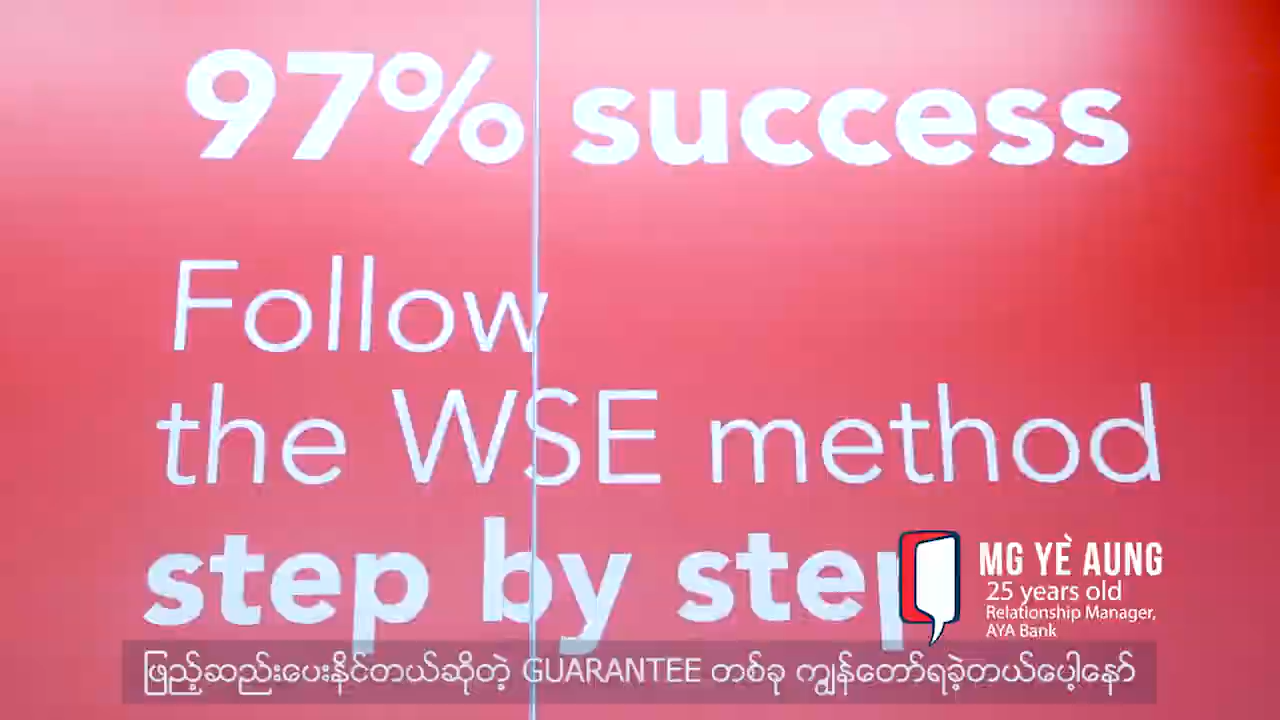 97% success
Follow
the WSE method
step by step
MG YÈ AUNG
25 years old
Relationship Manager,
AYA Bank
ဖြည့်ဆည်းပေးနိုင်တယ်ဆိုတဲ့ GUARANTEE တစ်ခု ကျွန်တော်ရခဲ့တယ်ပေါ့နော်